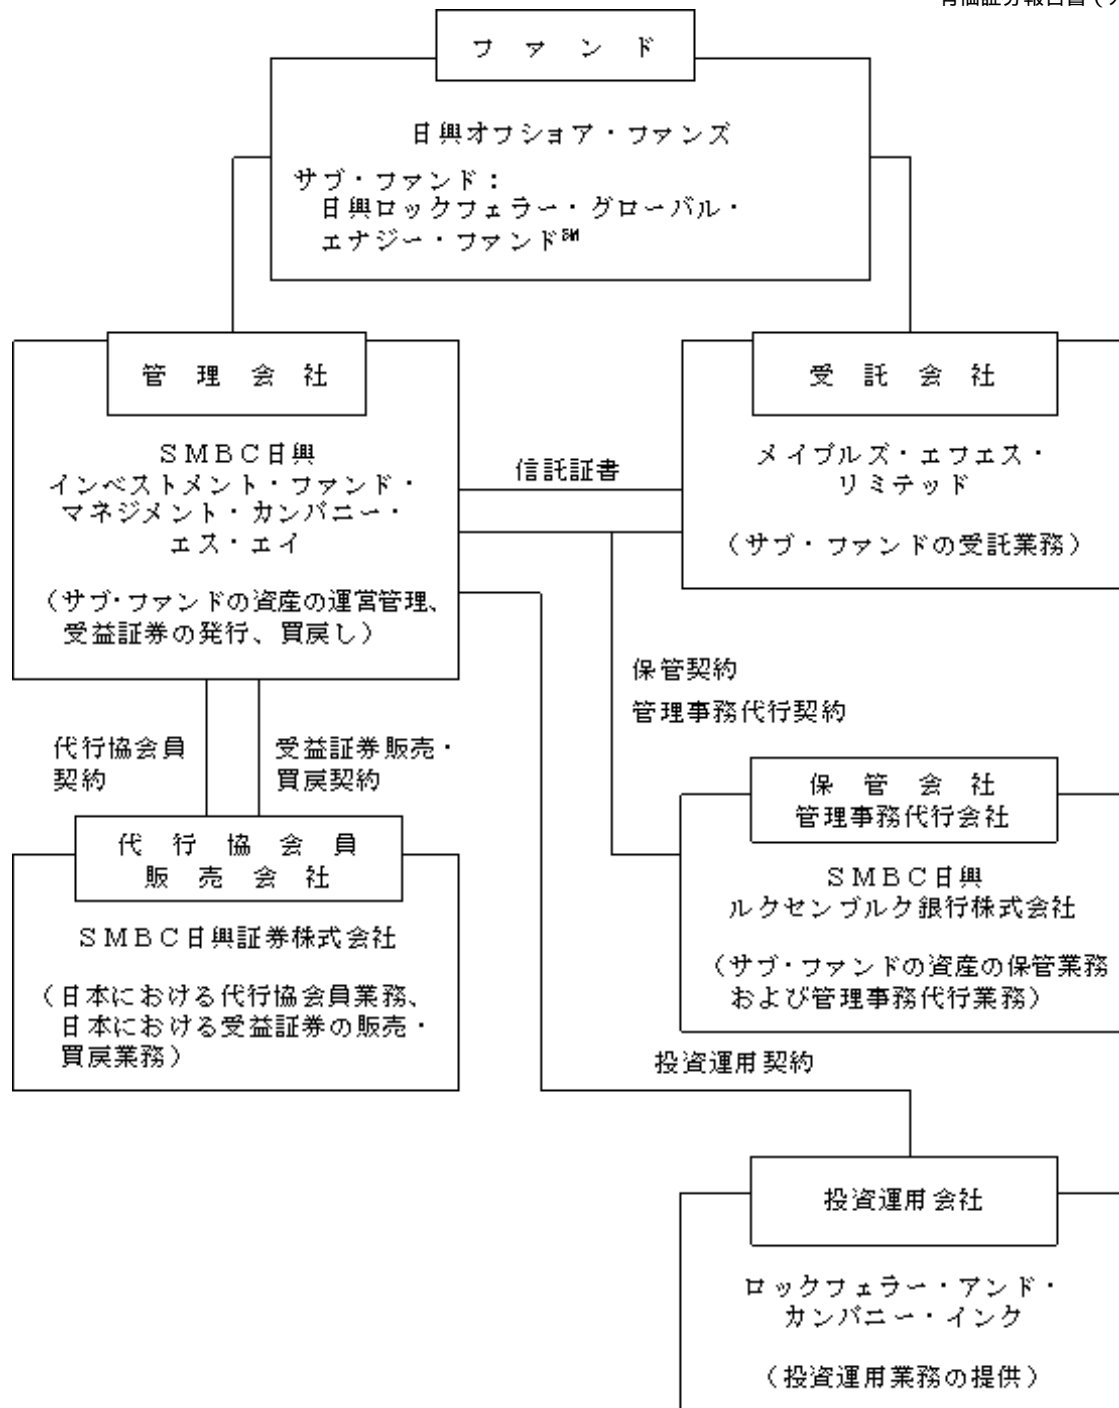 有価証券報告書（
ファンド
日興オフショア・ファンズ
サブ・ファンド：
日興ロックフェラー・グローバル・
エナジー・ファンド℠
管理会社
ＳＭＢＣ日興
インベストメント・ファンド・
マネジメント・カンパニー・
エス・エイ
（サブ・ファンドの資産の運営管理、
受益証券の発行、買戻し）
信託証書
受託会社
メイプルズ・エフエス・
リミテッド
（サブ・ファンドの受託業務）
保管契約
管理事務代行契約
代行協会員
契約
受益証券販売・
買戻契約
代行協会員
販売会社
ＳＭＢＣ日興証券株式会社
（日本における代行協会員業務、
日本における受益証券の販売・
買戻業務）
保管会社
管理事務代行会社
ＳＭＢＣ日興
ルクセンブルク銀行株式会社
（サブ・ファンドの資産の保管業務
および管理事務代行業務）
投資運用契約
投資運用会社
ロックフェラー・アンド・
カンパニー・インク
（投資運用業務の提供）